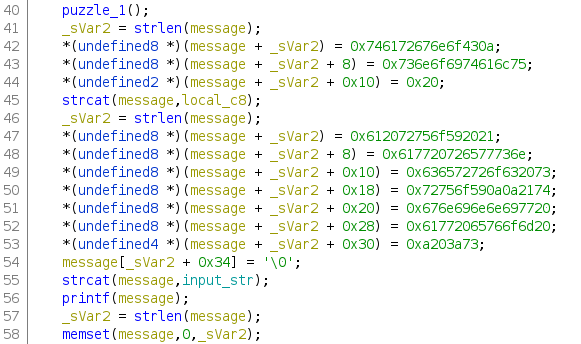 40 puzzle_1();
41 _sVar2 = strlen(message);
42 *(undefined8 *)(message + _sVar2) = 0x746172676e6f430a;
43 *(undefined8 *)(message + _sVar2 + 8) = 0x736e6f6974616c75;
44 *(undefined2 *)(message + _sVar2 + 0x10) = 0x20;
45 strcat(message,local_c8);
46 _sVar2 = strlen(message);
47 *(undefined8 *)(message + _sVar2) = 0x612072756f592021;
48 *(undefined8 *)(message + _sVar2 + 8) = 0x617720726577736e;
49 *(undefined8 *)(message + _sVar2 + 0x10) = 0x636572726f632073;
50 *(undefined8 *)(message + _sVar2 + 0x18) = 0x72756f590a0a2174;
51 *(undefined8 *)(message + _sVar2 + 0x20) = 0x676e696e6e697720;
52 *(undefined8 *)(message + _sVar2 + 0x28) = 0x61772065766f6d20;
53 *(undefined4 *)(message + _sVar2 + 0x30) = 0xa203a73;
54 message[_sVar2 + 0x34] = '\0';
55 strcat(message,input_str);
56 printf(message);
57 _sVar2 = strlen(message);
58 memset(message,0,_sVar2);